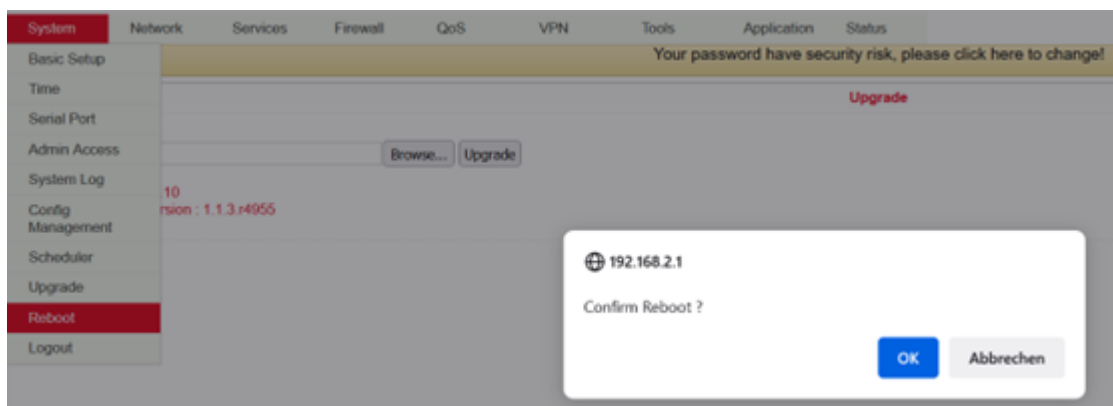 System Network Services Firewall QoS VPN Tools Application Status
Your password have security risk, please click here to change!
Basic Setup
Time
Upgrade
Serial Port
Admin Access
Browse... Upgrade
System Log
.10
Config
rsion : 1.1.3.r4955
Management
Scheduler
Upgrade
Reboot
Logout
192.168.2.1
Confirm Reboot ?
OK Abbrechen